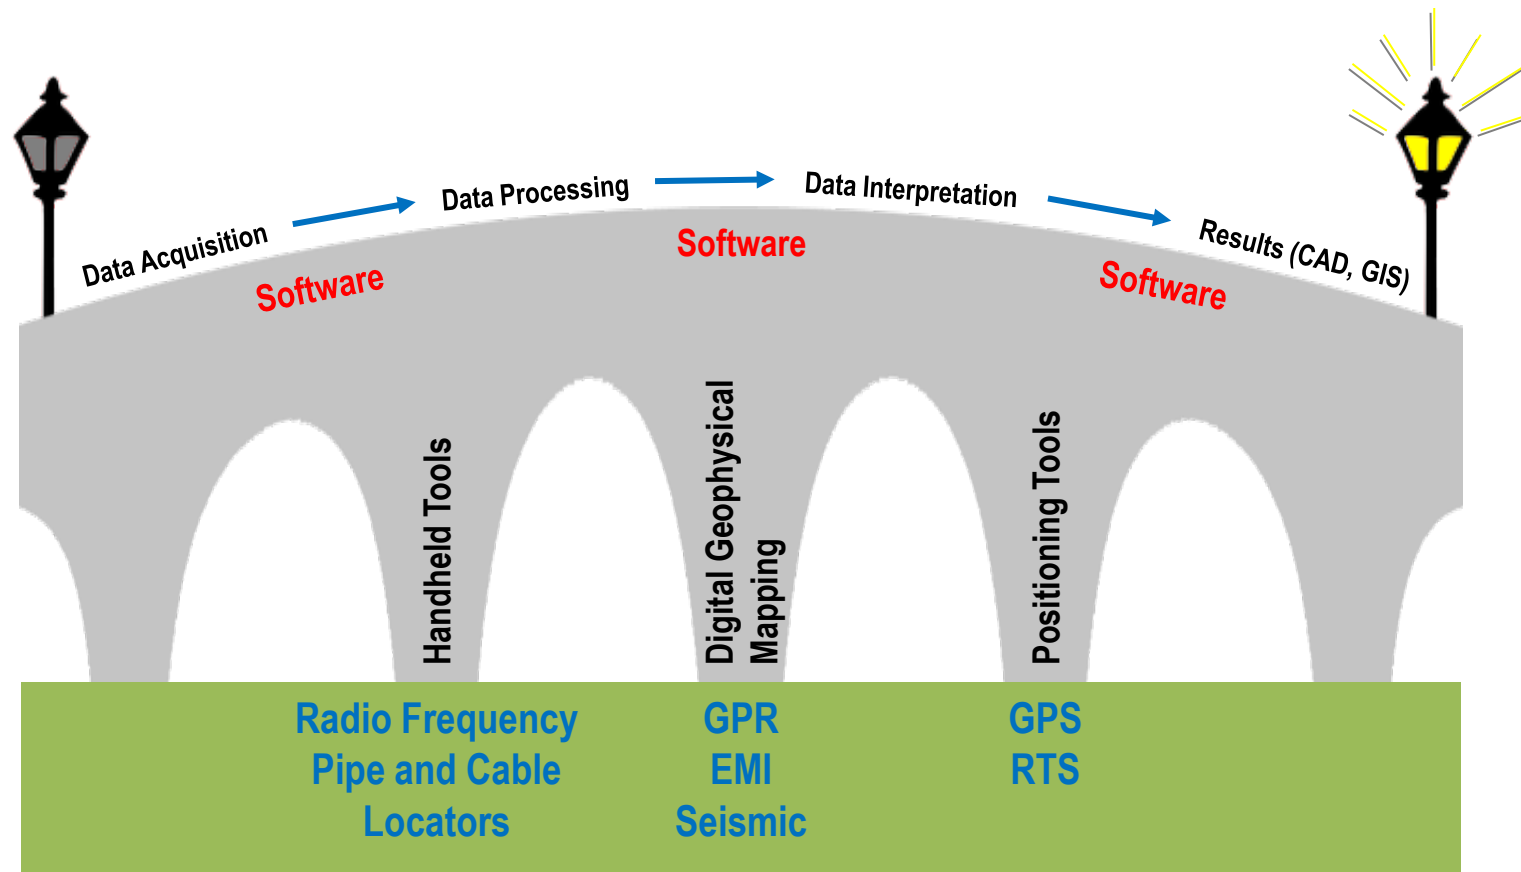 Data Acquisition
Data Processing
Data Interpretation
Results (CAD, GIS)
Software
Software
Software
Handheld Tools
Digital Geophysical
Mapping
Positioning Tools
Radio Frequency
Pipe and Cable
Locators
GPR
EMI
Seismic
GPS
RTS